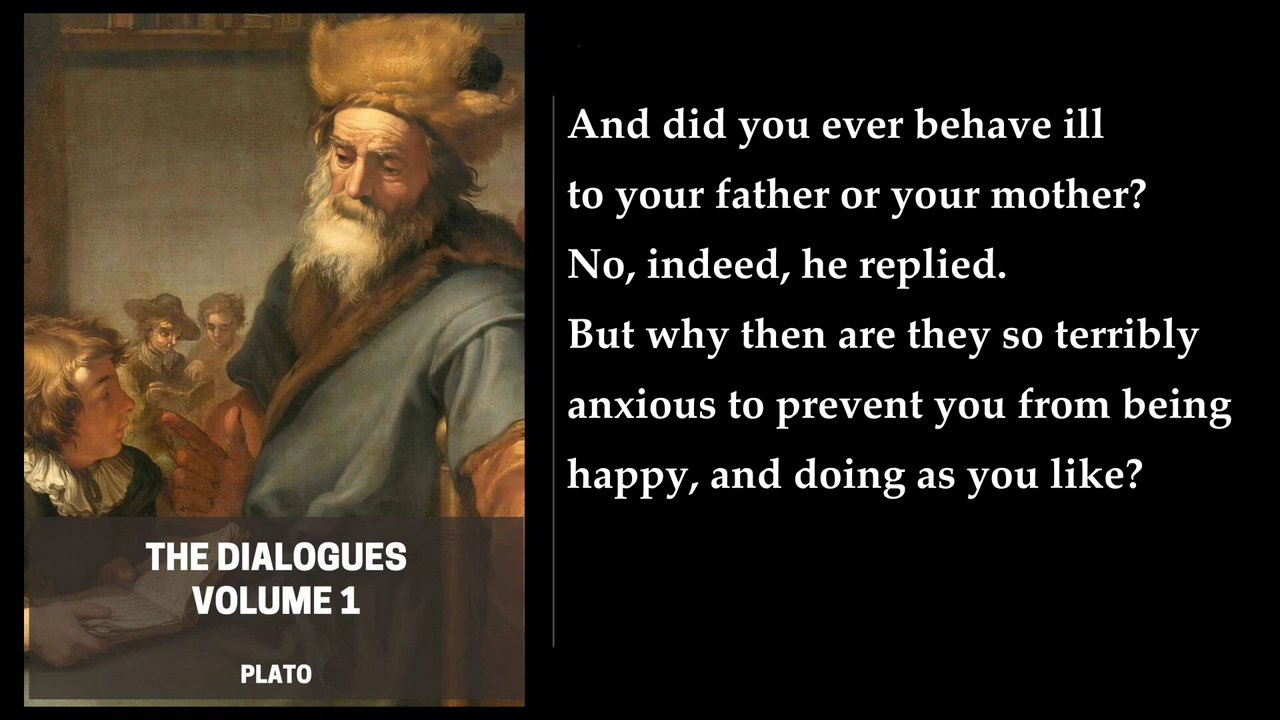 And did you ever behave ill
to your father or your mother?
No, indeed, he replied.
But why then are they so terribly
anxious to prevent you from being
happy, and doing as you like?
THE DIALOGUES
VOLUME 1
PLATO